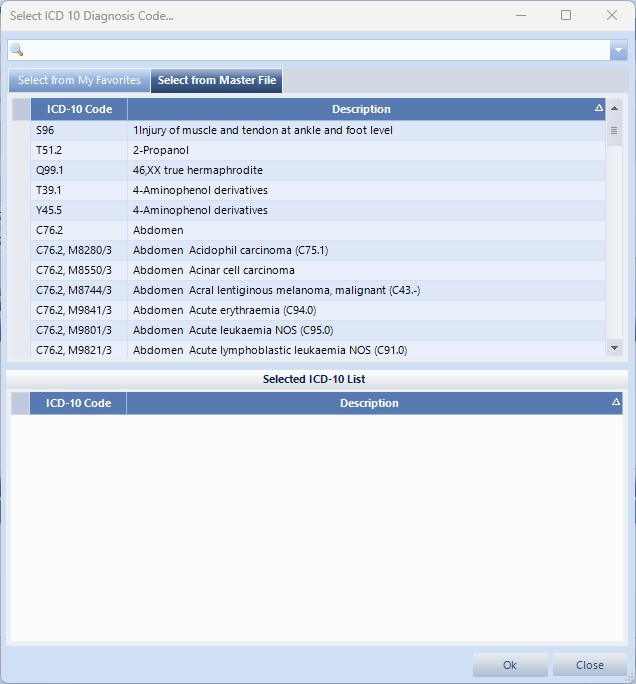 Select ICD 10 Diagnosis Code...
Select from My Favorites Select from Master File
ICD-10 Code Description
S96 1Injury of muscle and tendon at ankle and foot level
T51.2 2-Propanol
Q99.1 46,XX true hermaphrodite
T39.1 4-Aminophenol derivatives
Y45.5 4-Aminophenol derivatives
C76.2 Abdomen
C76.2, M8280/3 Abdomen Acidophil carcinoma (C75.1)
C76.2, M8550/3 Abdomen Acinar cell carcinoma
C76.2, M8744/3 Abdomen Acral lentiginous melanoma, malignant (C43.-)
C76.2, M9841/3 Abdomen Acute erythraemia (C94.0)
C76.2, M9801/3 Abdomen Acute leukaemia NOS (C95.0)
C76.2, M9821/3 Abdomen Acute lymphoblastic leukaemia NOS (C91.0)
Selected ICD-10 List
ICD-10 Code Description
Ok Close